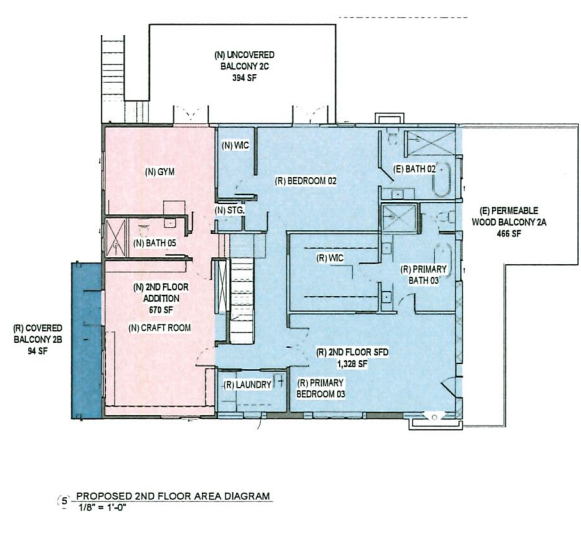 (N) UNCOVERED
BALCONY 2C
394 SF
(N) WIC
(N) GYM
(R) BEDROOM 02
(E) BATH 02
(N) STG.
(E) PERMEABLE
WOOD BALCONY 2A
466 SF
(N) BATH 05
(R) WIC
(R) PRIMARY
BATH 03
(N) 2ND FLOOR
ADDITION
670 SF
(N) CRAFT ROOM
(R) COVERED
BALCONY 2B
94 SF
(R) 2ND FLOOR SFD
1,328 SF
(R) LAUNDRY
(R) PRIMARY
BEDROOM 03
5 PROPOSED 2ND FLOOR AREA DIAGRAM
1/8" = 1'-0"